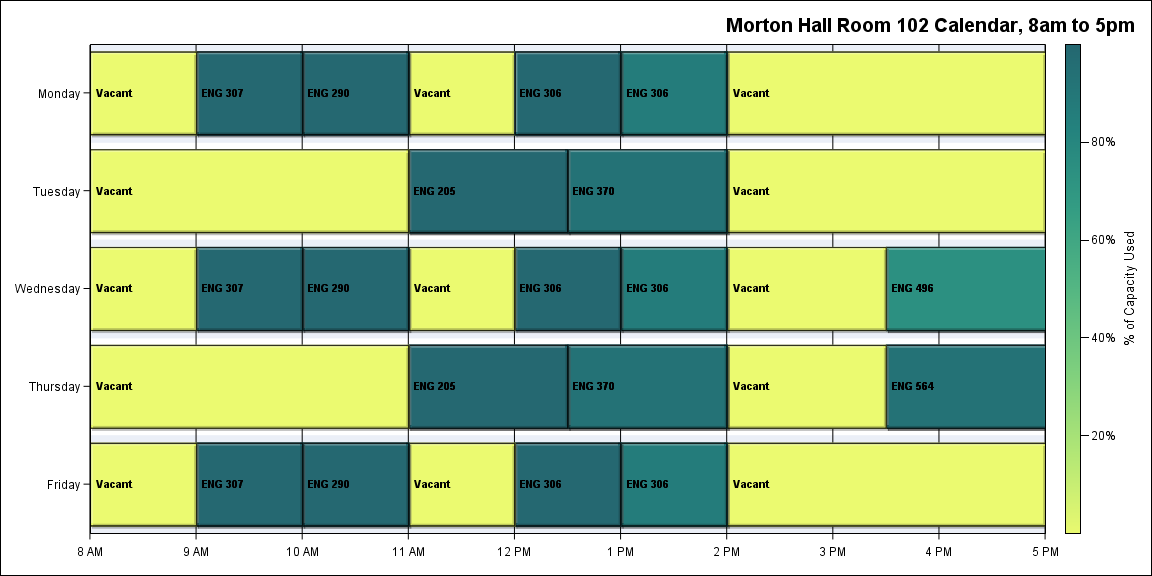 Morton Hall Room 102 Calendar, 8am to 5pm
Monday
Vacant
ENG 307
ENG 290
Vacant
ENG 306
ENG 306
Vacant
Tuesday
Vacant
ENG 205
ENG 370
Vacant
Wednesday
Vacant
ENG 307
ENG 290
Vacant
ENG 306
ENG 306
Vacant
ENG 496
Thursday
Vacant
ENG 205
ENG 370
Vacant
ENG 564
Friday
Vacant
ENG 307
ENG 290
Vacant
ENG 306
ENG 306
Vacant
8 AM
9 AM
10 AM
11 AM
12 PM
1 PM
2 PM
3 PM
4 PM
5 PM
80%
60%
40%
20%
% of Capacity Used